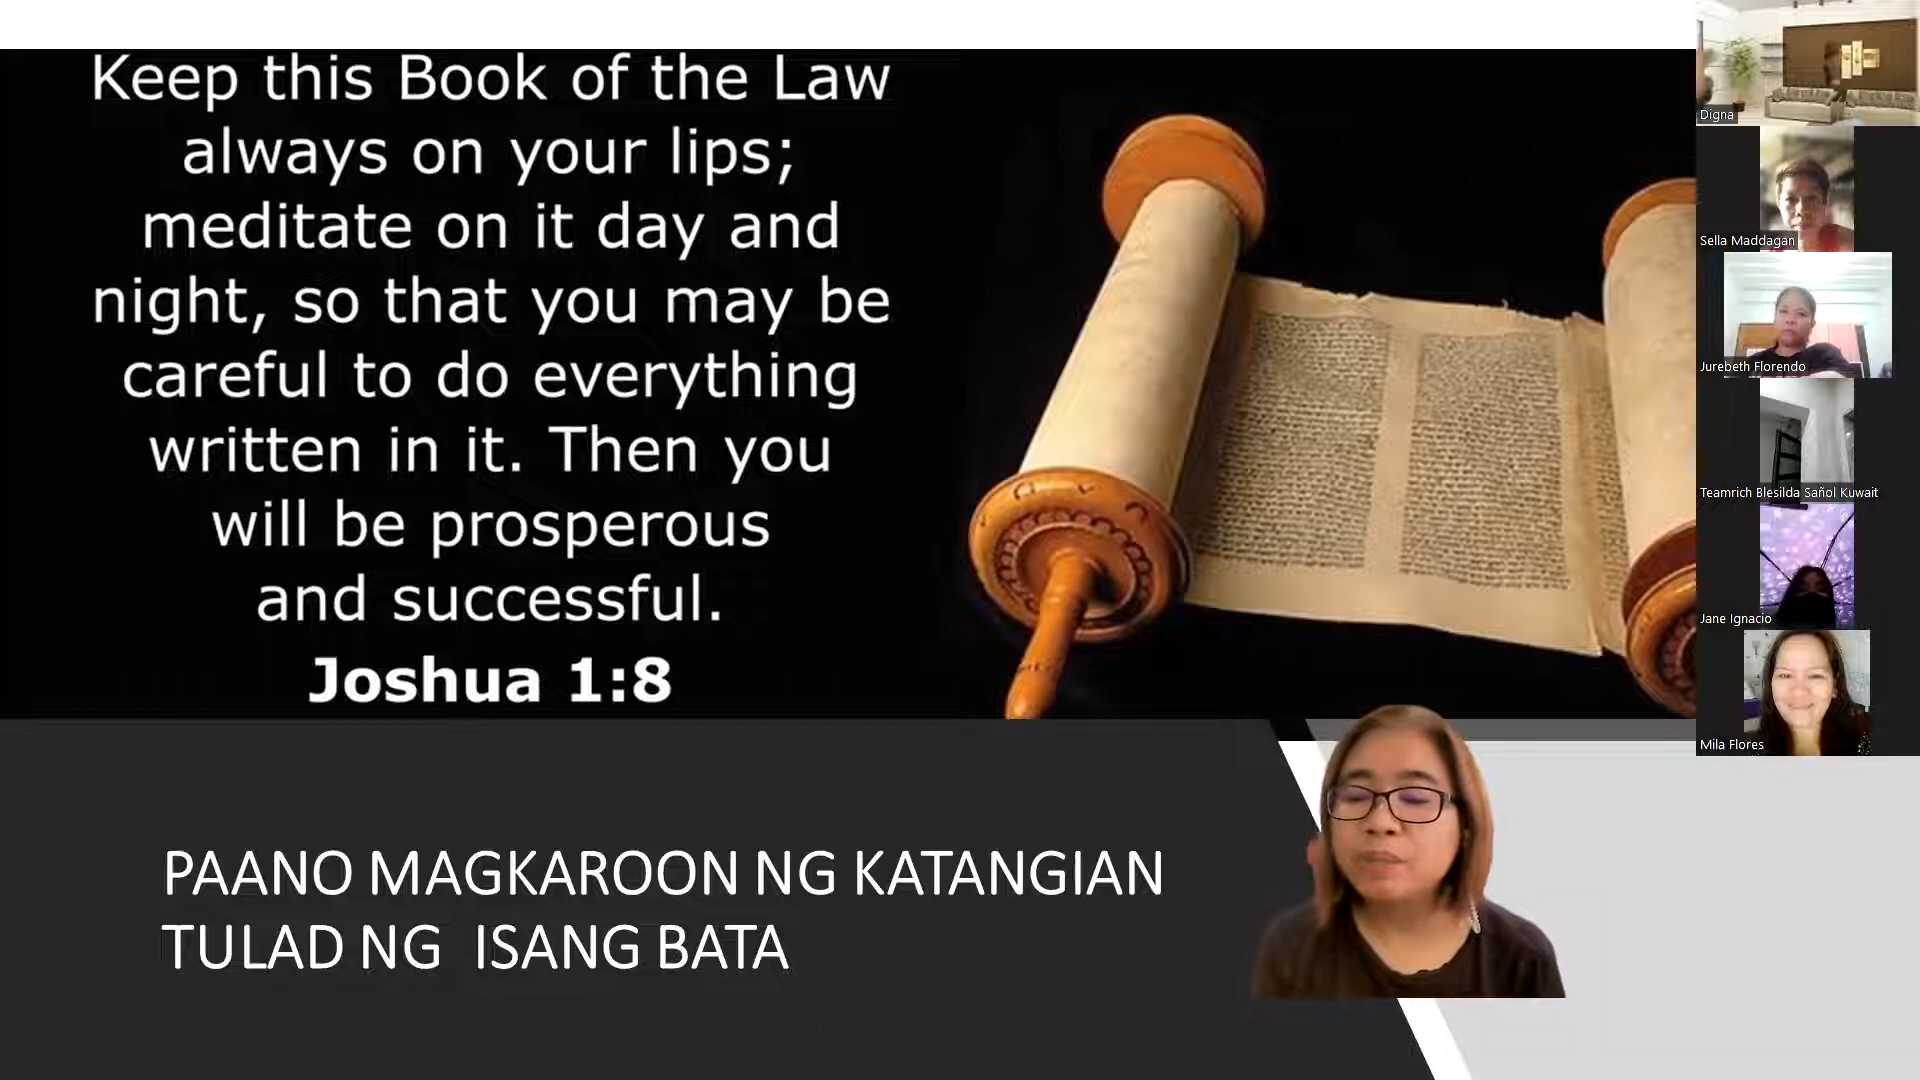 Keep this Book of the Law
always on your lips;
meditate on it day and
night, so that you may be
careful to do everything
written in it. Then you
will be prosperous
and successful.
Joshua 1:8
PAANO MAGKAROON NG KATANGIAN
TULAD NG ISANG BATA
Digna
Sella Maddagan
Jurebeth Florendo
Teamrich Blesilda Sañol Kuwait
Jane Ignacio
Mila Flores